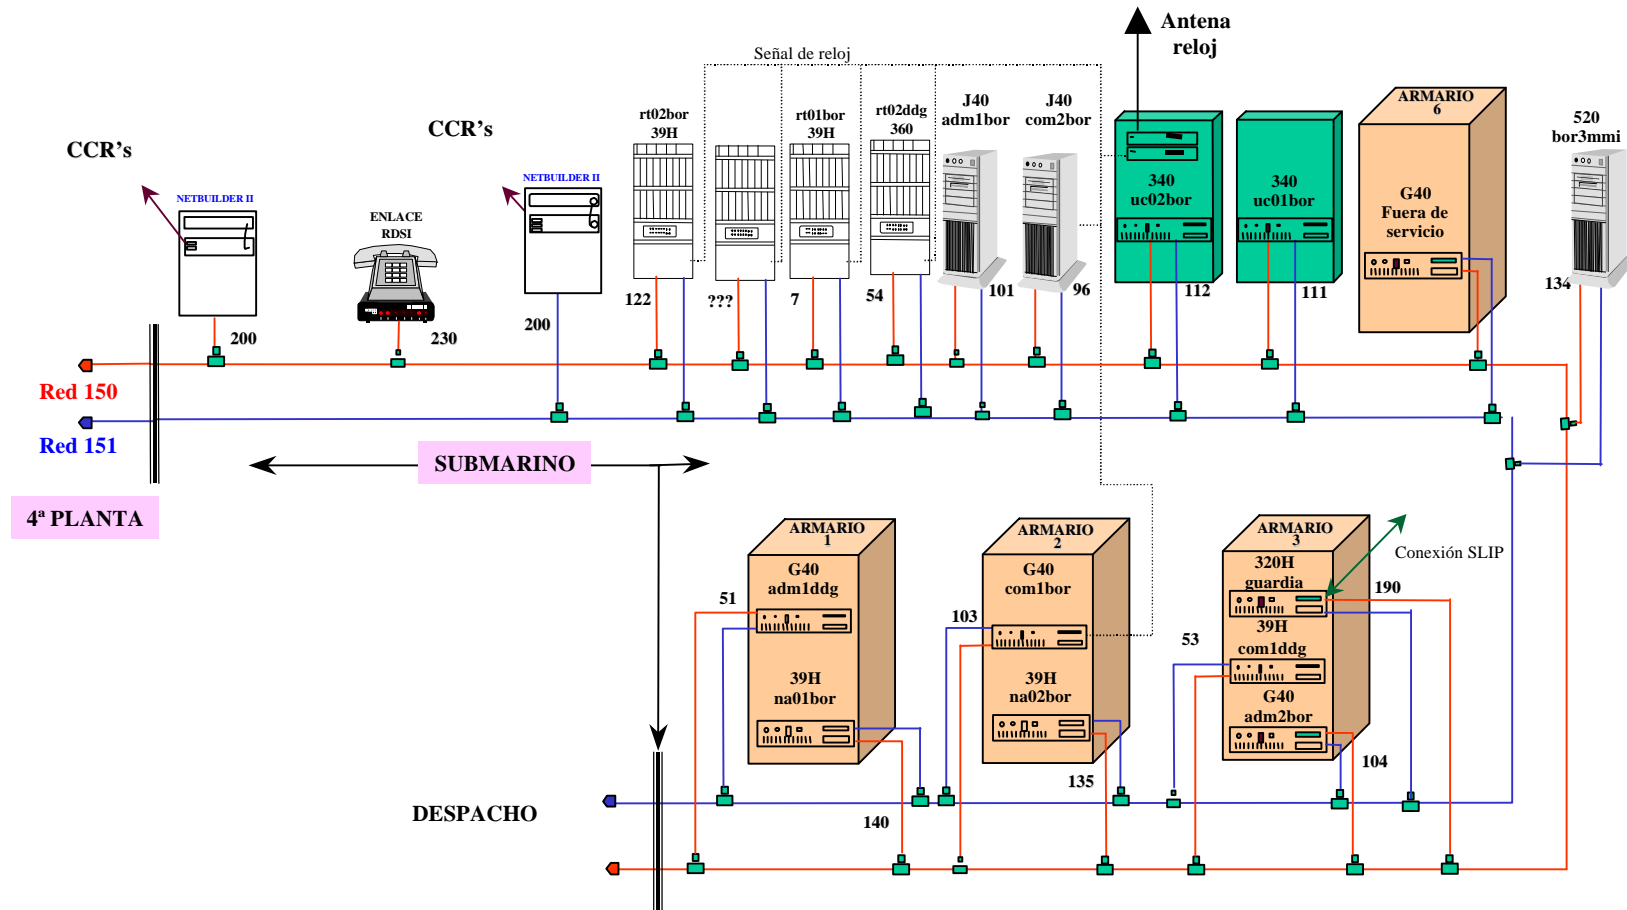 Antena
reloj
Señal de reloj
CCR's
NETBUILDER II
ENLACE
RDSI
CCR's
NETBUILDER II
rt02bor
39H
rt01bor
39H
rt02ddg
360
J40
adm1bor
J40
com2bor
340
uc02bor
340
uc01bor
ARMARIO
6
G40
Fuera de
servicio
520
bor3mmi
200
230
200
122
???
7
54
101
96
112
111
134
Red 150
Red 151
SUBMARINO
4ª PLANTA
ARMARIO
1
G40
adm1ddg
51
39H
na01bor
140
ARMARIO
2
G40
com1bor
103
39H
na02bor
135
ARMARIO
3
320H
guardia
190
Conexión SLIP
39H
com1ddg
53
G40
adm2bor
104
DESPACHO